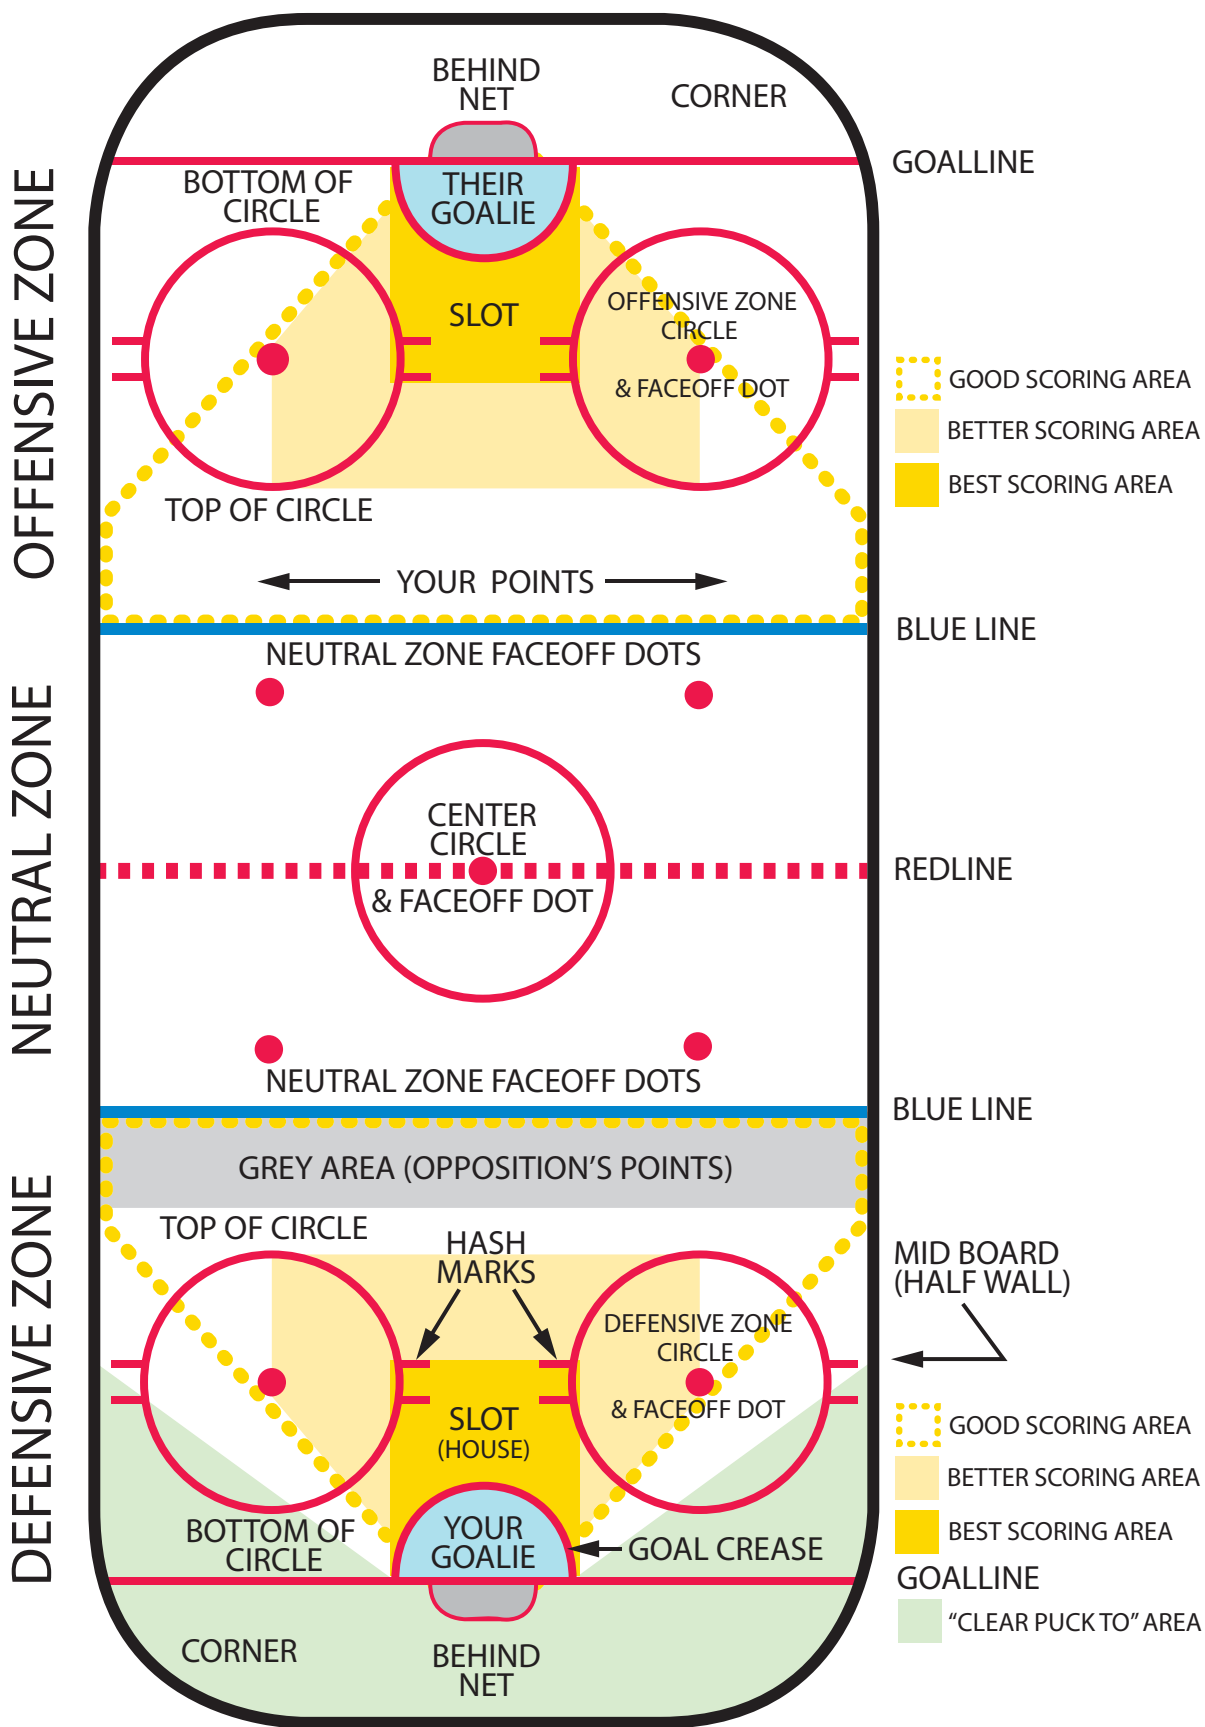 BEHIND
NET
CORNER
GOALLINE
OFFENSIVE ZONE
BOTTOM OF
CIRCLE
THEIR
GOALIE
SLOT
OFFENSIVE ZONE
CIRCLE
& FACEOFF DOT
GOOD SCORING AREA
BETTER SCORING AREA
BEST SCORING AREA
TOP OF CIRCLE
YOUR POINTS
BLUE LINE
NEUTRAL ZONE FACEOFF DOTS
NEUTRAL ZONE
CENTER
CIRCLE
& FACEOFF DOT
REDLINE
NEUTRAL ZONE FACEOFF DOTS
BLUE LINE
GREY AREA (OPPOSITION'S POINTS)
DEFENSIVE ZONE
TOP OF CIRCLE
HASH
MARKS
MID BOARD
(HALF WALL)
DEFENSIVE ZONE
CIRCLE
& FACEOFF DOT
SLOT
(HOUSE)
GOOD SCORING AREA
BETTER SCORING AREA
BEST SCORING AREA
BOTTOM OF
CIRCLE
YOUR
GOALIE
GOAL CREASE
GOALLINE
"CLEAR PUCK TO" AREA
CORNER
BEHIND
NET